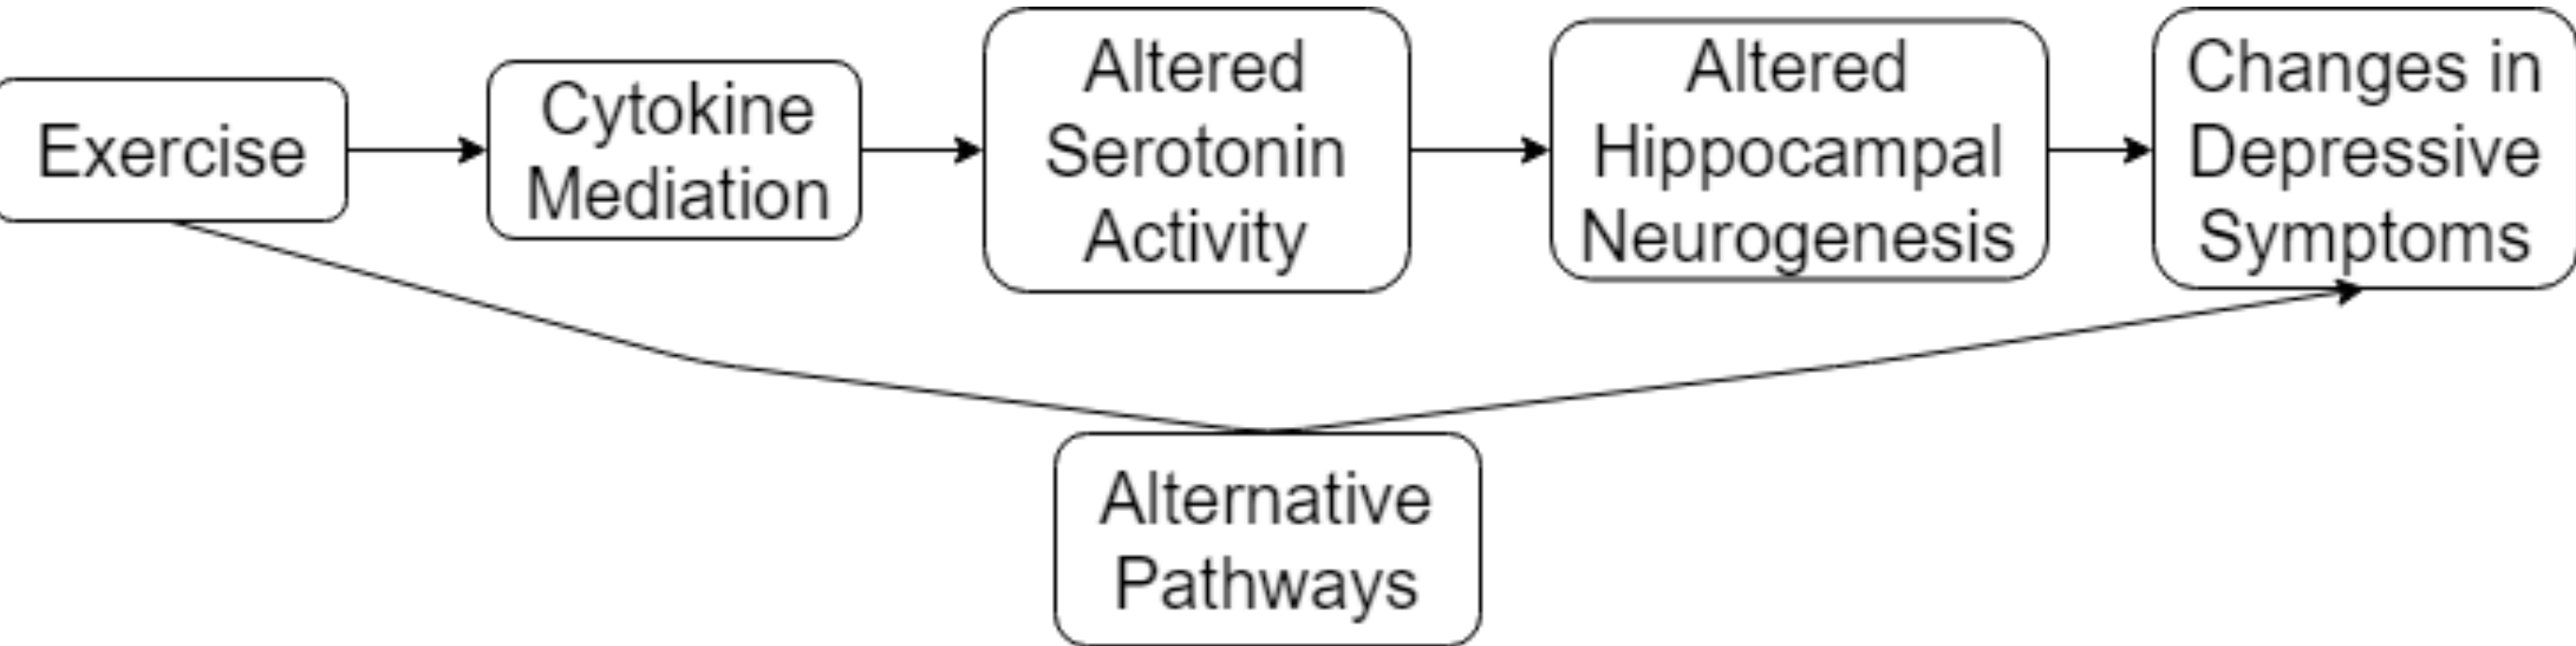 Exercise
Cytokine
Mediation
Altered
Serotonin
Activity
Altered
Hippocampal
Neurogenesis
Changes in
Depressive
Symptoms
Alternative
Pathways